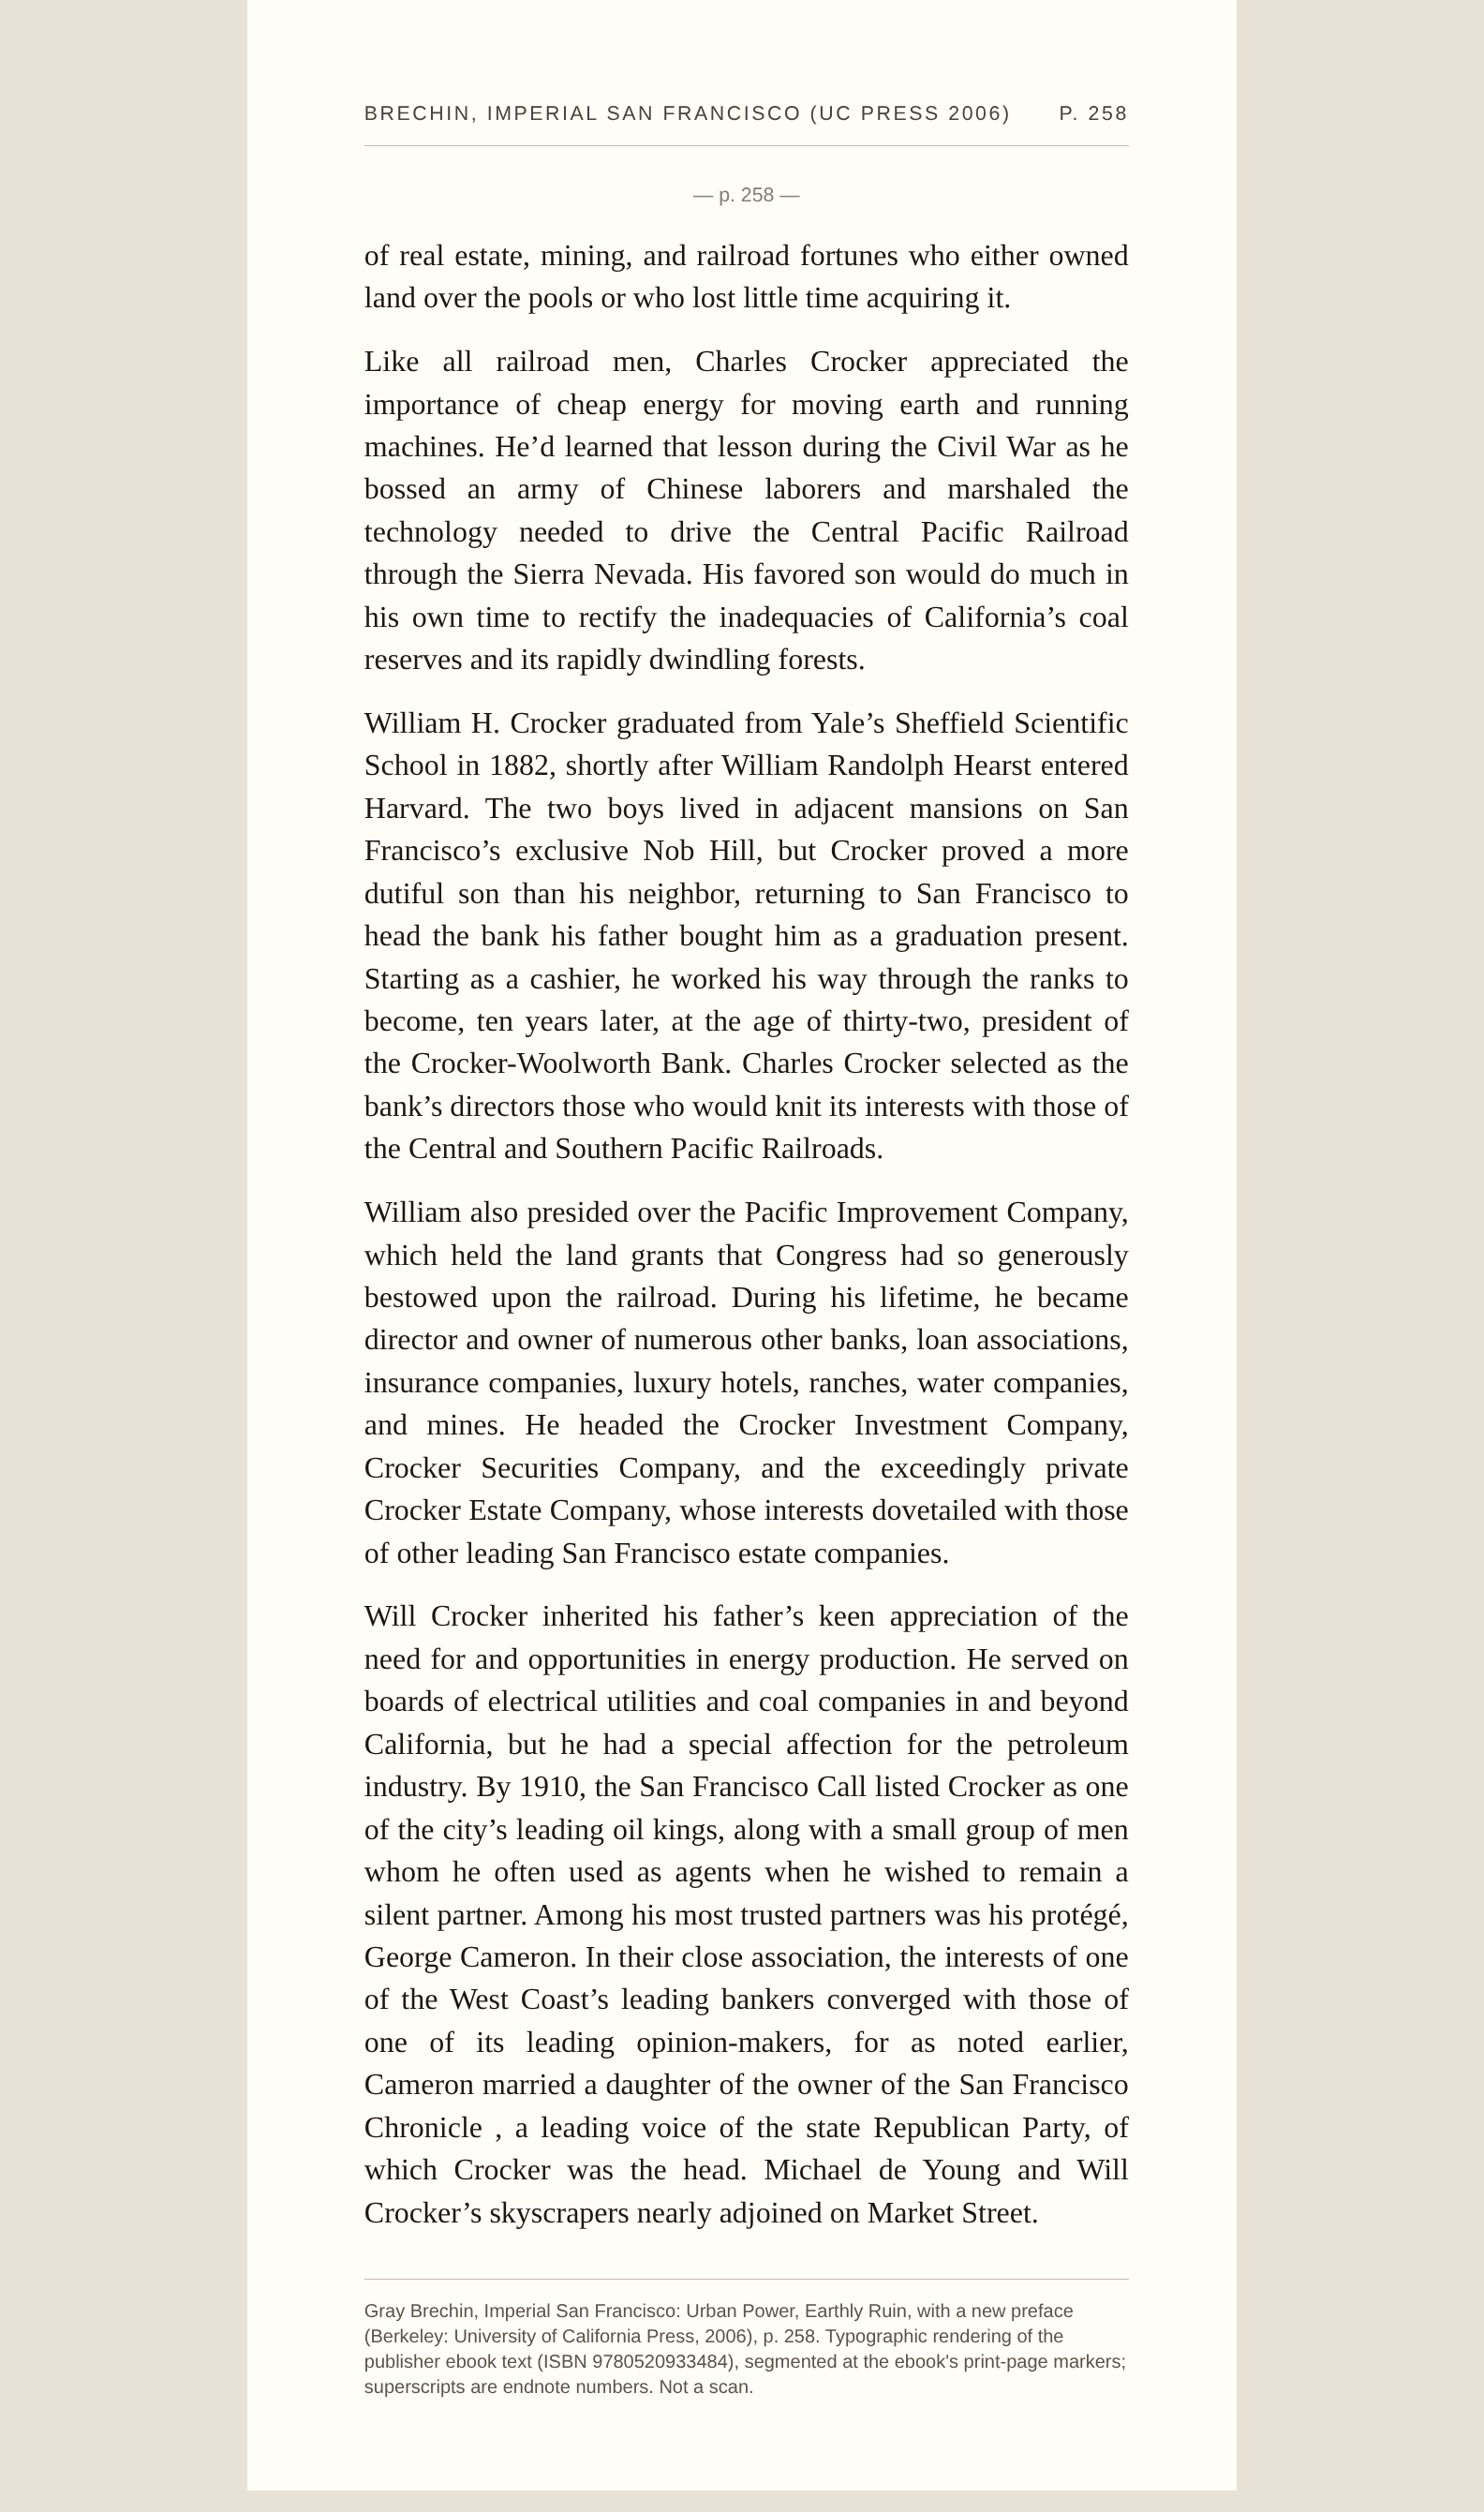 BRECHIN, IMPERIAL SAN FRANCISCO (UC PRESS 2006) P. 258
— p. 258 —
of real estate, mining, and railroad fortunes who either owned
land over the pools or who lost little time acquiring it.
Like all railroad men, Charles Crocker appreciated the
importance of cheap energy for moving earth and running
machines. He’d learned that lesson during the Civil War as he
bossed an army of Chinese laborers and marshaled the
technology needed to drive the Central Pacific Railroad
through the Sierra Nevada. His favored son would do much in
his own time to rectify the inadequacies of California’s coal
reserves and its rapidly dwindling forests.
William H. Crocker graduated from Yale’s Sheffield Scientific
School in 1882, shortly after William Randolph Hearst entered
Harvard. The two boys lived in adjacent mansions on San
Francisco’s exclusive Nob Hill, but Crocker proved a more
dutiful son than his neighbor, returning to San Francisco to
head the bank his father bought him as a graduation present.
Starting as a cashier, he worked his way through the ranks to
become, ten years later, at the age of thirty-two, president of
the Crocker-Woolworth Bank. Charles Crocker selected as the
bank’s directors those who would knit its interests with those of
the Central and Southern Pacific Railroads.
William also presided over the Pacific Improvement Company,
which held the land grants that Congress had so generously
bestowed upon the railroad. During his lifetime, he became
director and owner of numerous other banks, loan associations,
insurance companies, luxury hotels, ranches, water companies,
and mines. He headed the Crocker Investment Company,
Crocker Securities Company, and the exceedingly private
Crocker Estate Company, whose interests dovetailed with those
of other leading San Francisco estate companies.
Will Crocker inherited his father’s keen appreciation of the
need for and opportunities in energy production. He served on
boards of electrical utilities and coal companies in and beyond
California, but he had a special affection for the petroleum
industry. By 1910, the San Francisco Call listed Crocker as one
of the city’s leading oil kings, along with a small group of men
whom he often used as agents when he wished to remain a
silent partner. Among his most trusted partners was his protégé,
George Cameron. In their close association, the interests of one
of the West Coast’s leading bankers converged with those of
one of its leading opinion-makers, for as noted earlier,
Cameron married a daughter of the owner of the San Francisco
Chronicle , a leading voice of the state Republican Party, of
which Crocker was the head. Michael de Young and Will
Crocker’s skyscrapers nearly adjoined on Market Street.
Gray Brechin, Imperial San Francisco: Urban Power, Earthly Ruin, with a new preface
(Berkeley: University of California Press, 2006), p. 258. Typographic rendering of the
publisher ebook text (ISBN 9780520933484), segmented at the ebook's print-page markers;
superscripts are endnote numbers. Not a scan.